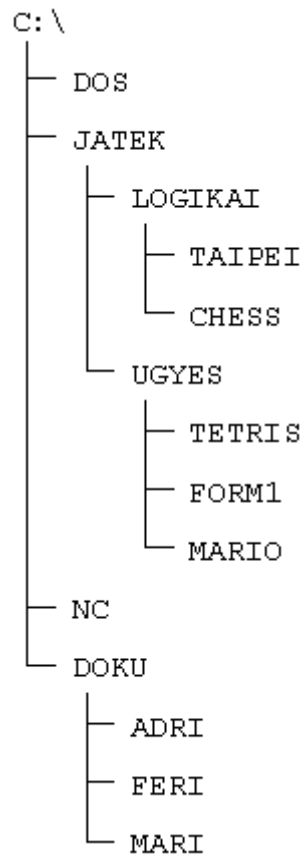 C:\
DOS
JATEK
LOGIKAI
TAIPEI
CHESS
UGYES
TETRIS
FORM1
MARIO
NC
DOKU
ADRI
FERI
MARI